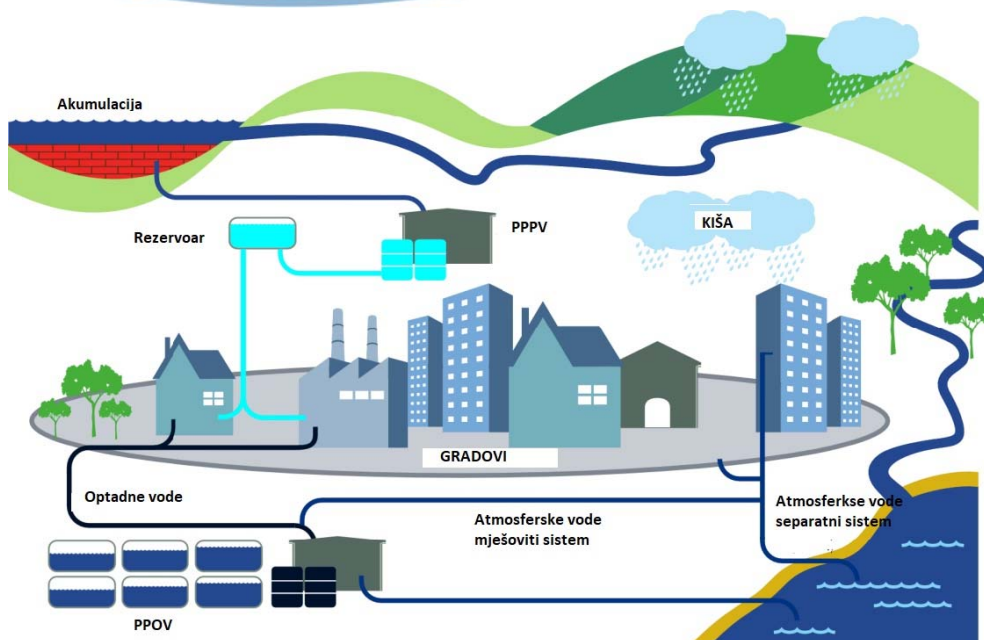 Akumulacija
Rezervoar
PPPV
KIŠA
GRADOVI
Optadne vode
Atmosferske vode
mješoviti sistem
Atmosferkse vode
separatni sistem
PPOV